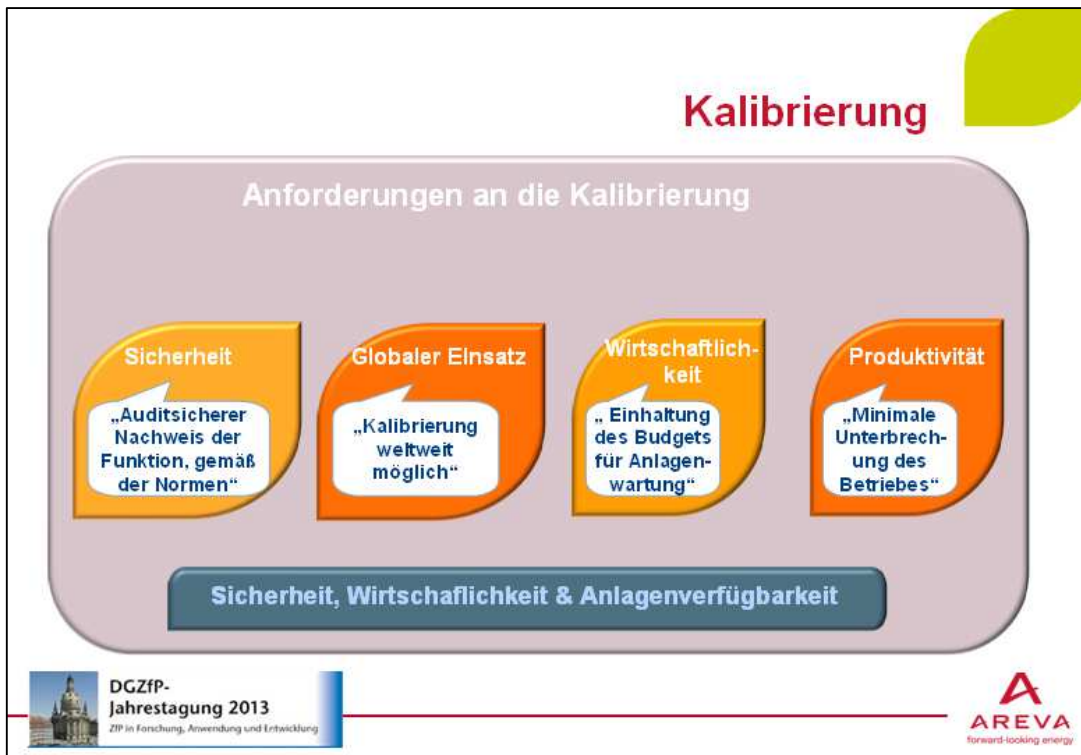 Kalibrierung
Anforderungen an die Kalibrierung
Sicherheit
„Auditsicherer
Nachweis der
Funktion, gemäß
der Normen“
Globaler Einsatz
„Kalibrierung
weltweit
möglich“
Wirtschaftlich-
keit
„ Einhaltung
des Budgets
für Anlagen-
wartung“
Produktivität
„Minimale
Unterbrech-
ung des
Betriebes“
Sicherheit, Wirtschaflichkeit & Anlagenverfügbarkeit
DGZfP-
Jahrestagung 2013
ZfP in Forschung, Anwendung und Entwicklung
AREVA
forward-looking energy